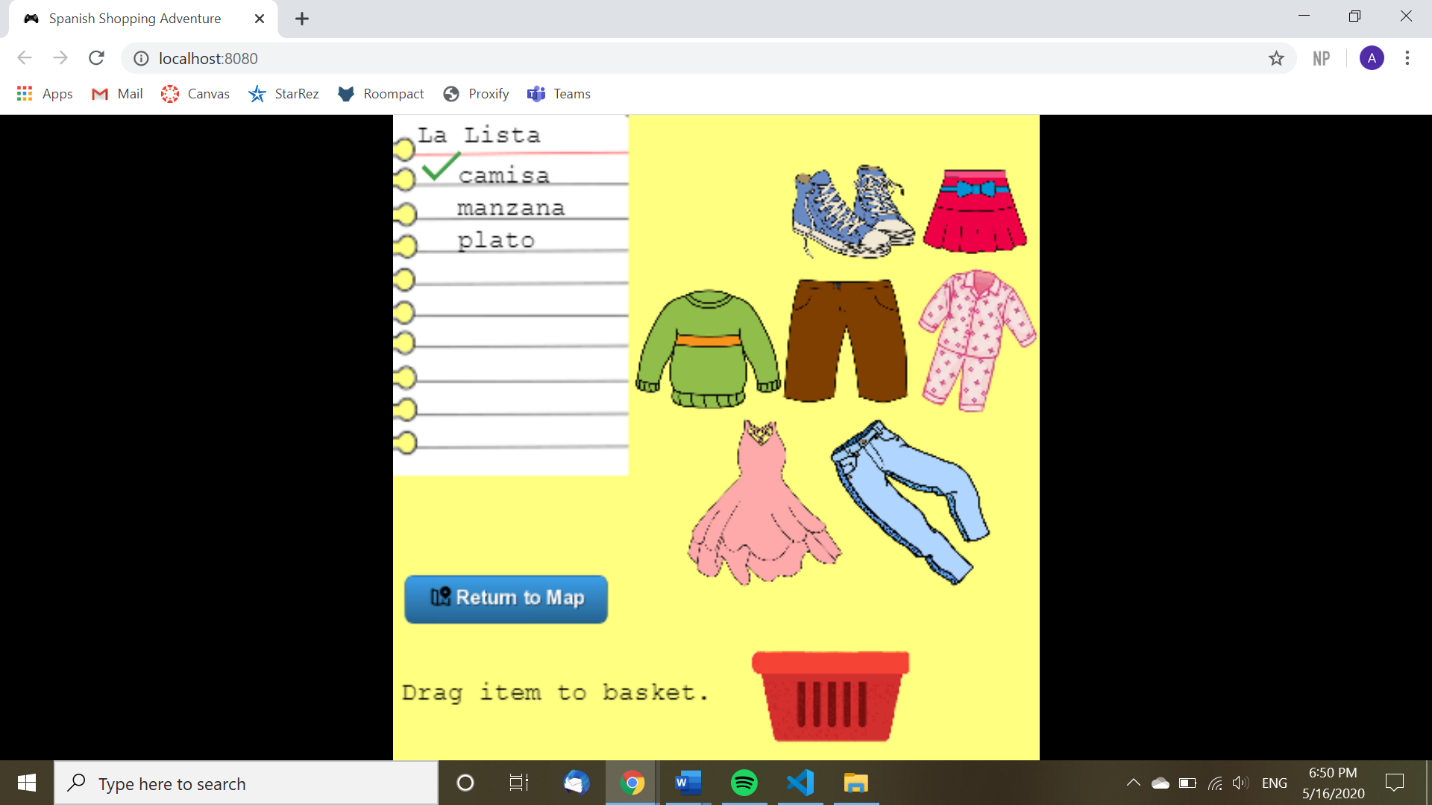 Spanish Shopping Adventure
localhost:8080
NP
A
Apps Mail Canvas StarRez Roompact Proxify Teams
La Lista
camisa
manzana
plato
Return to Map
Drag item to basket.
Type here to search
ENG
6:50 PM
5/16/2020